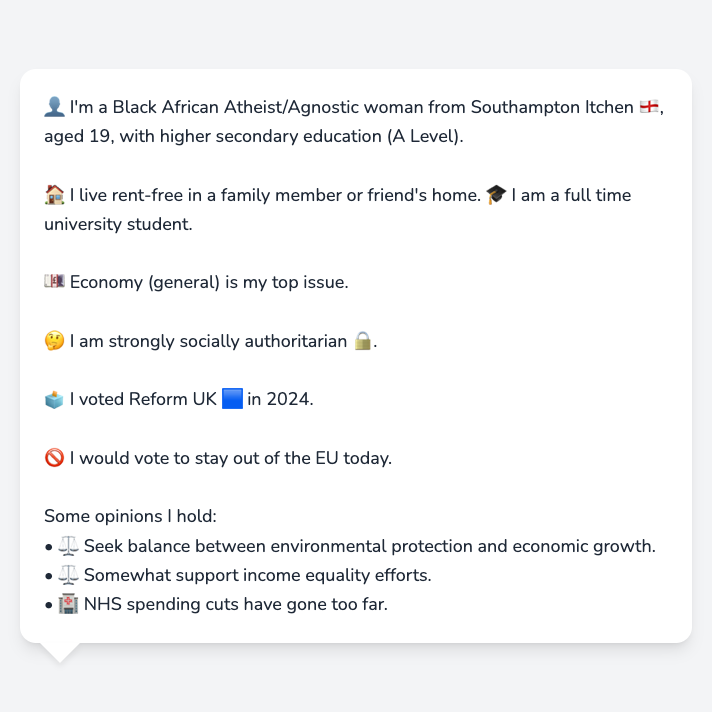 👤 I'm a Black African Atheist/Agnostic woman from Southampton Itchen 🏴󠁧󠁢󠁥󠁮󠁧󠁿,
aged 19, with higher secondary education (A Level).
🏠 I live rent-free in a family member or friend's home. 🎓 I am a full time
university student.
💷 Economy (general) is my top issue.
🤔 I am strongly socially authoritarian 🔒.
🗳️ I voted Reform UK 🟦 in 2024.
🚫 I would vote to stay out of the EU today.
Some opinions I hold:
• ⚖️ Seek balance between environmental protection and economic growth.
• ⚖️ Somewhat support income equality efforts.
• 🏥 NHS spending cuts have gone too far.